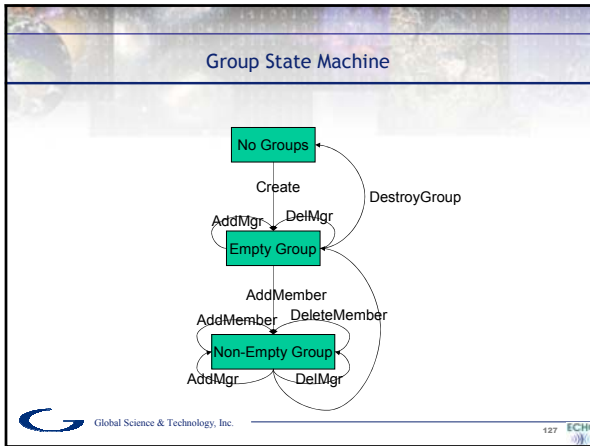 Group State Machine
No Groups
Create
DestroyGroup
AddMgr
DelMgr
Empty Group
AddMember
AddMember
DeleteMember
Non-Empty Group
AddMgr
DelMgr
Global Science & Technology, Inc.
127
ECHO